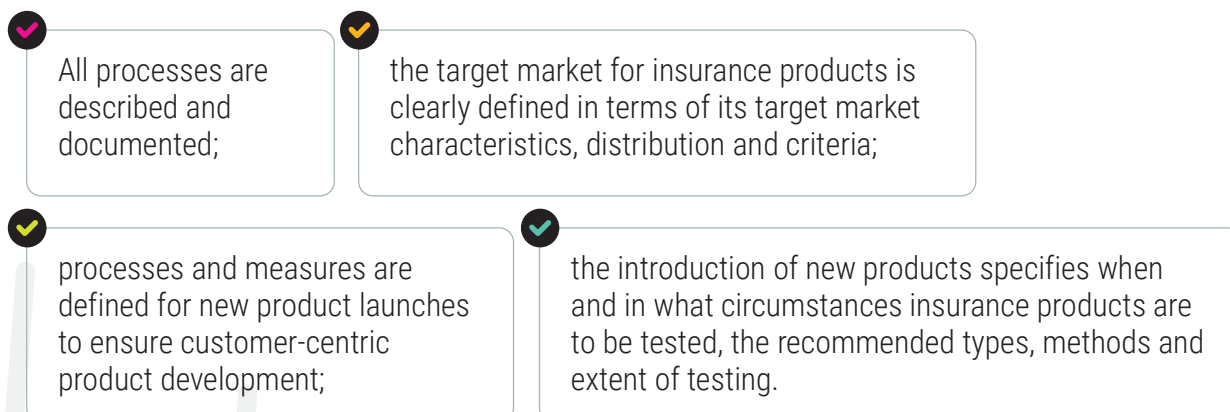 All processes are
described and
documented;
the target market for insurance products is
clearly defined in terms of its target market
characteristics, distribution and criteria;
processes and measures are
defined for new product launches
to ensure customer-centric
product development;
the introduction of new products specifies when
and in what circumstances insurance products are
to be tested, the recommended types, methods and
extent of testing.